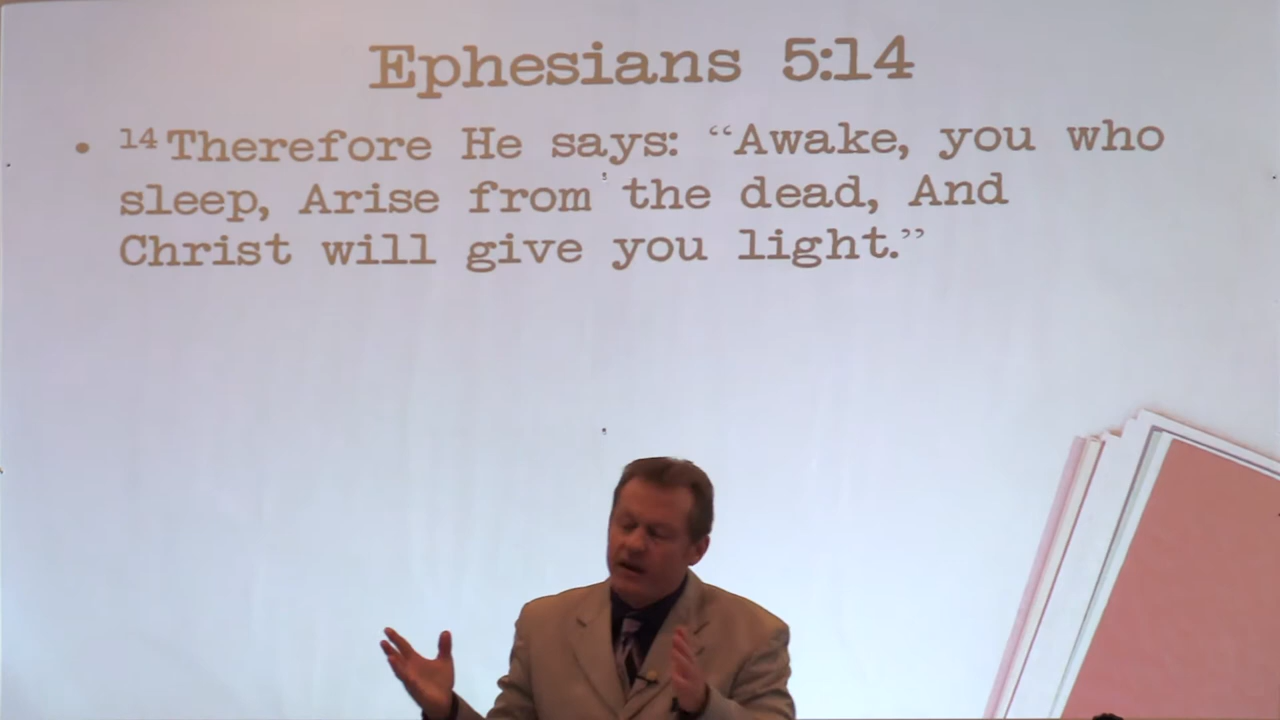 Ephesians 5:14
• 14 Therefore He says: “Awake, you who
sleep, Arise from the dead, And
Christ will give you light.”